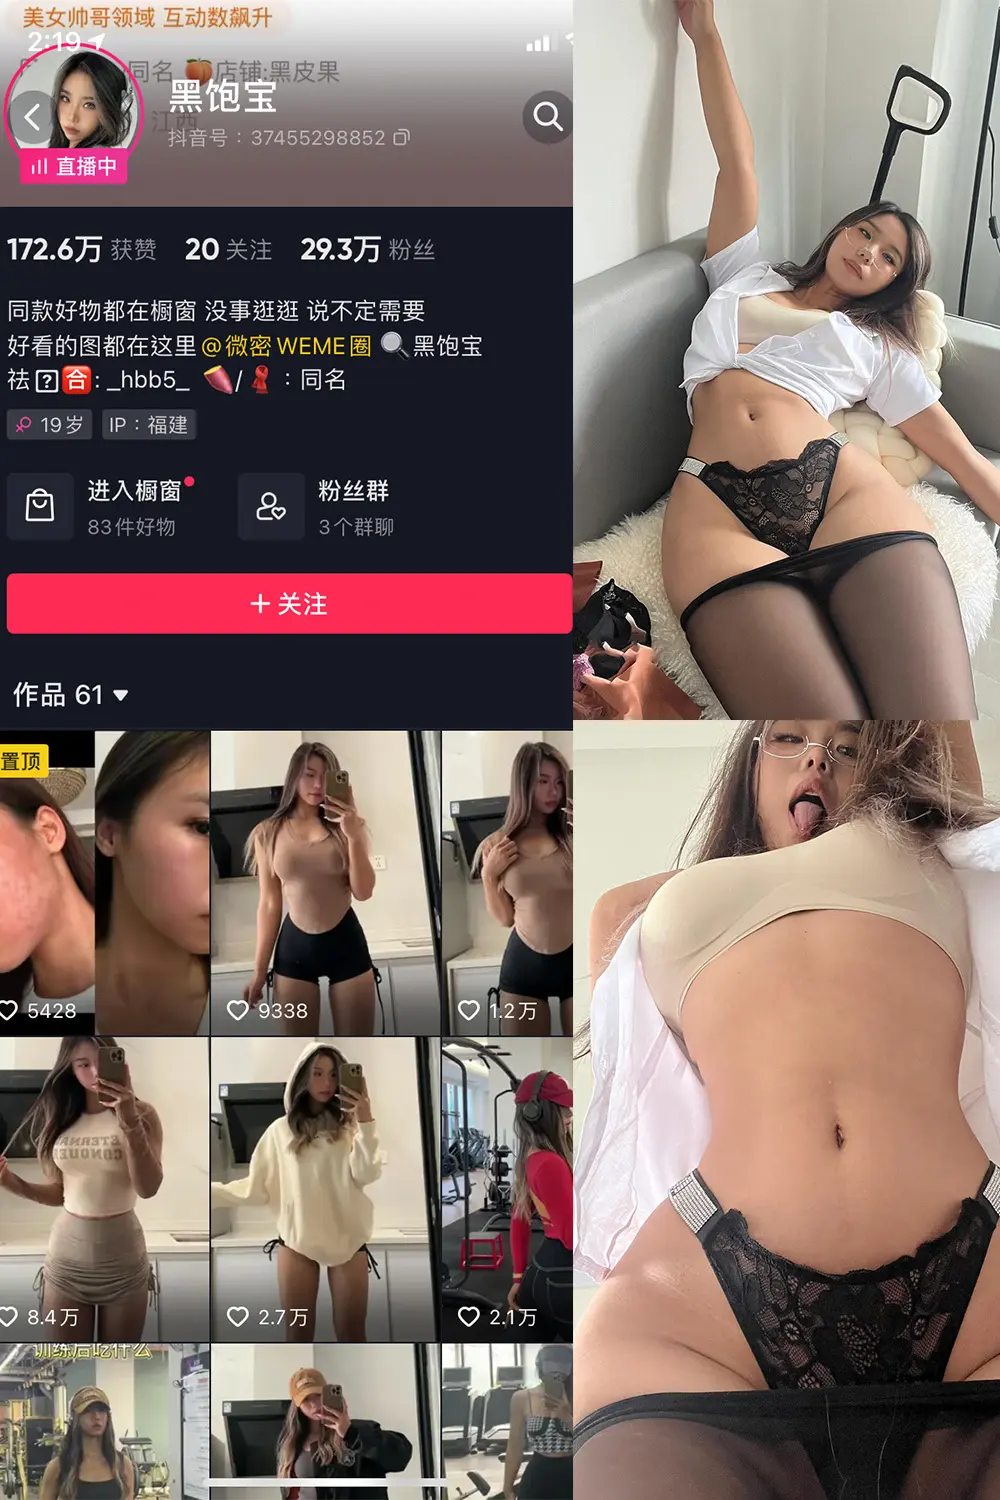 美女帅哥领域 互动数飙升
2:19
同名 🍑店铺:黑皮果
黑饱宝
江西
抖音号：37455298852
直播中
172.6万 获赞 20 关注 29.3万 粉丝
同款好物都在橱窗 没事逛逛 说不定需要
好看的图都在这里@微密WEME圈 🔍黑饱宝
祛?合: _hbb5_ 🍠/🧣：同名
19岁 IP：福建
进入橱窗
83件好物
粉丝群
3个群聊
+ 关注
作品 61
置顶
5428
9338
1.2万
8.4万
2.7万
2.1万
训练后吃什么